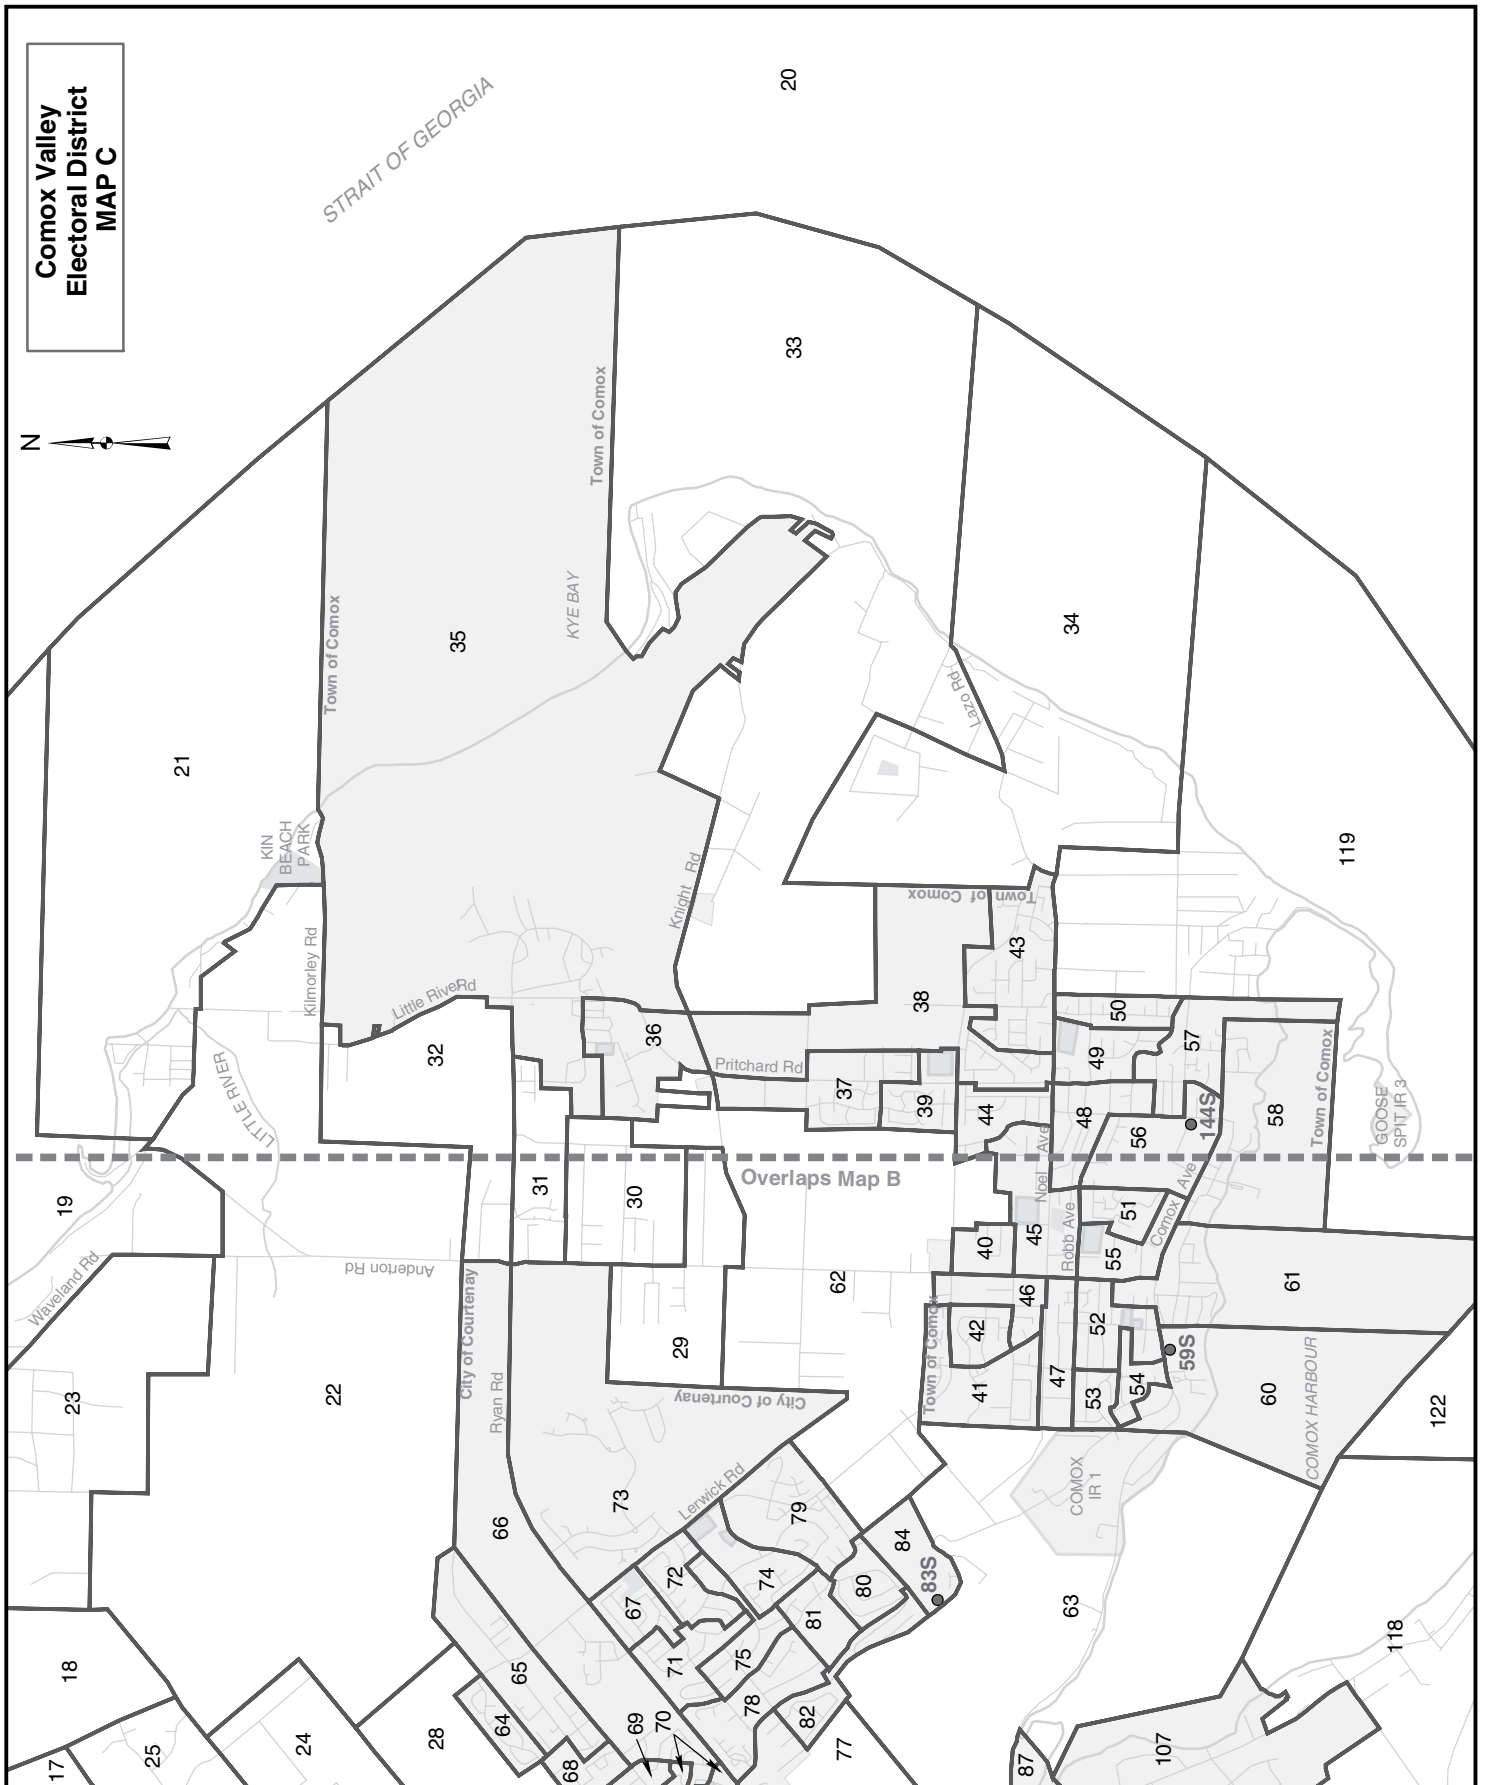 Comox Valley
Electoral District
MAP C
N
STRAIT OF GEORGIA
20
33
Town of Comox
35
KYE BAY
34
Town of Comox
21
KIN
BEACH
PARK
Lazo Rd
119
Knight Rd
Town of Comox
Kilmorley Rd
Little River Rd
43
38
50
36
32
57
49
LITTLE RIVER
Pritchard Rd
37
39
44
48
56
144S
58
Town of Comox
GOOSE
SPIT IR 3
Overlaps Map B
19
31
30
Noel Ave
51
Comox Ave
45
40
Robb Ave
55
Waveland Rd
Anderton Rd
62
61
City of Courtenay
46
42
52
59S
Town of Comox
29
41
47
53
54
60
COMOX HARBOUR
122
23
22
Ryan Rd
City of Courtenay
COMOX
IR 1
Lerwick Rd
66
73
79
84
83S
72
74
80
67
81
63
18
65
71
75
118
64
69
70
78
82
28
24
25
17
68
77
87
107